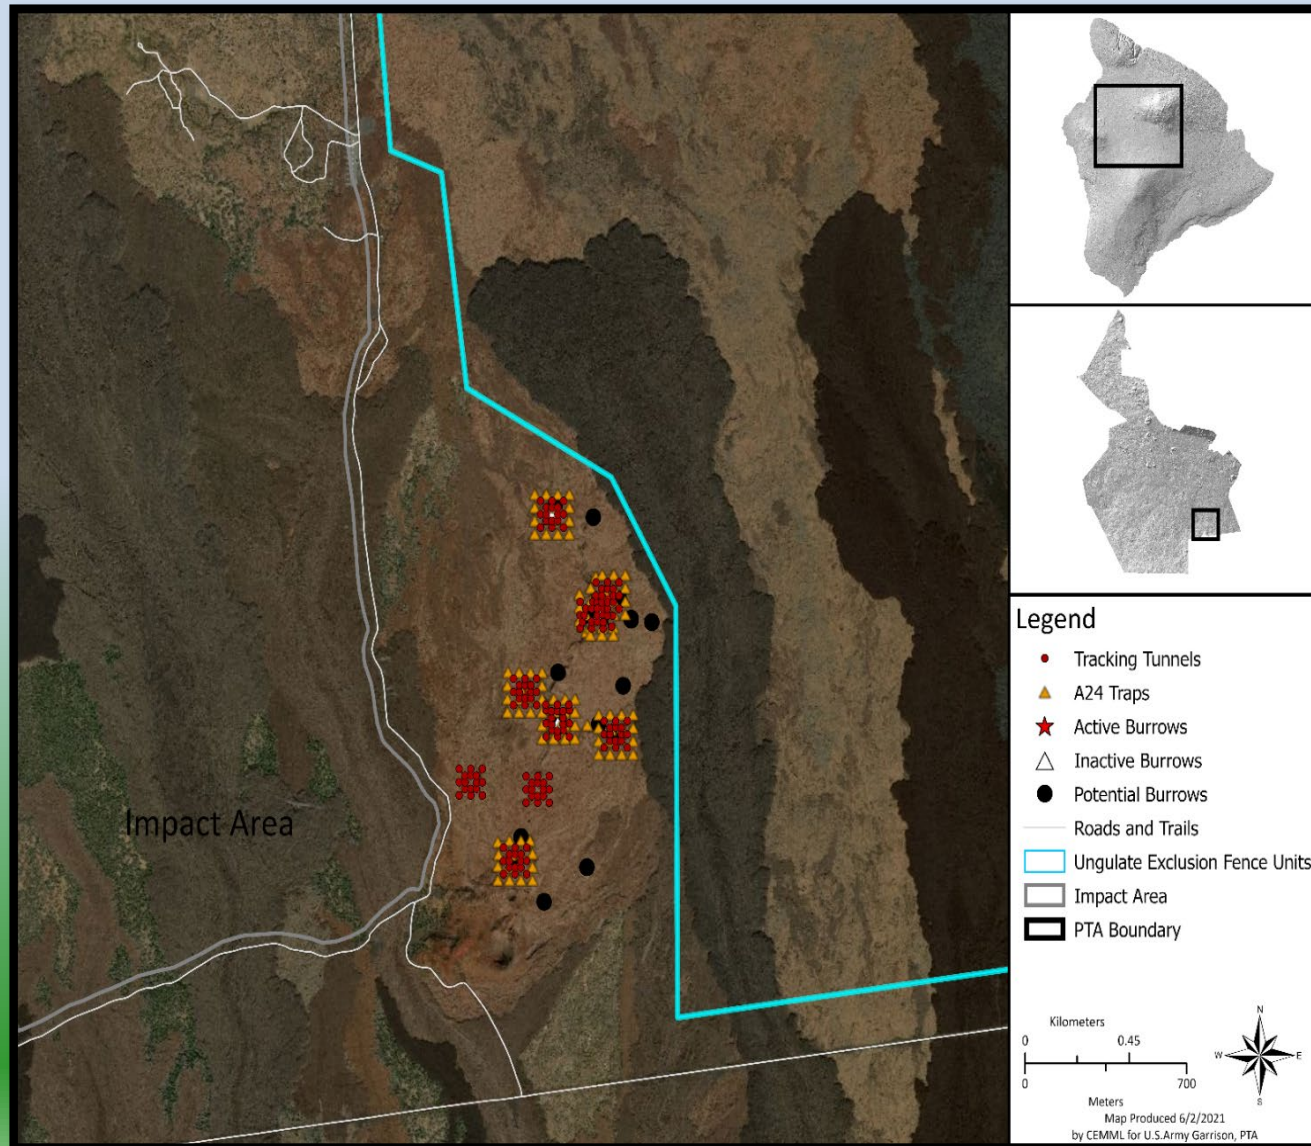 Impact Area
Legend
Tracking Tunnels
A24 Traps
Active Burrows
Inactive Burrows
Potential Burrows
Roads and Trails
Ungulate Exclusion Fence Units
Impact Area
PTA Boundary
Kilometers
0 0.45
0 700
Meters
N
W E
S
Map Produced 6/2/2021
by CEMML for U.S.Army Garrison, PTA